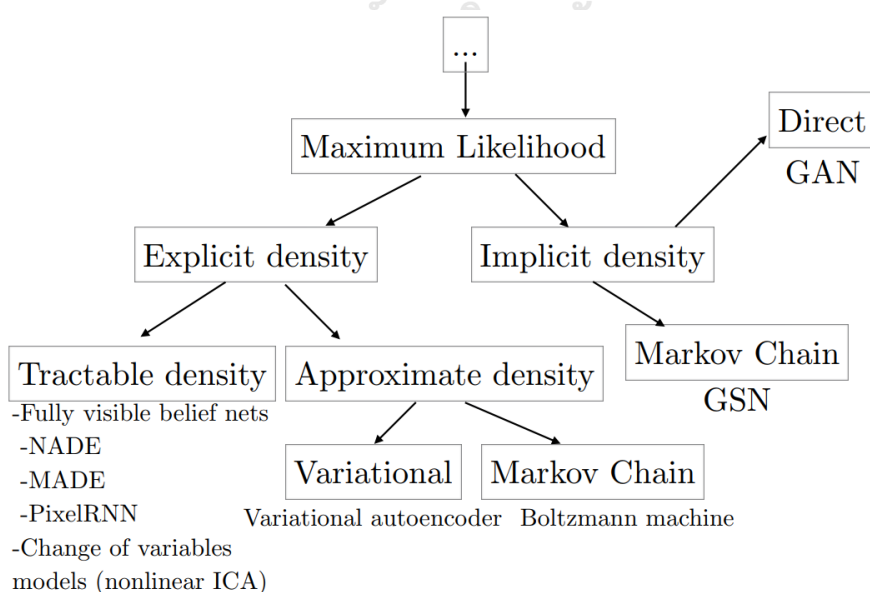 ...
Maximum Likelihood
Direct
GAN
Explicit density
Implicit density
Markov Chain
GSN
Tractable density
Approximate density
-Fully visible belief nets
-NADE
-MADE
-PixelRNN
-Change of variables
models (nonlinear ICA)
Variational
Markov Chain
Variational autoencoder
Boltzmann machine